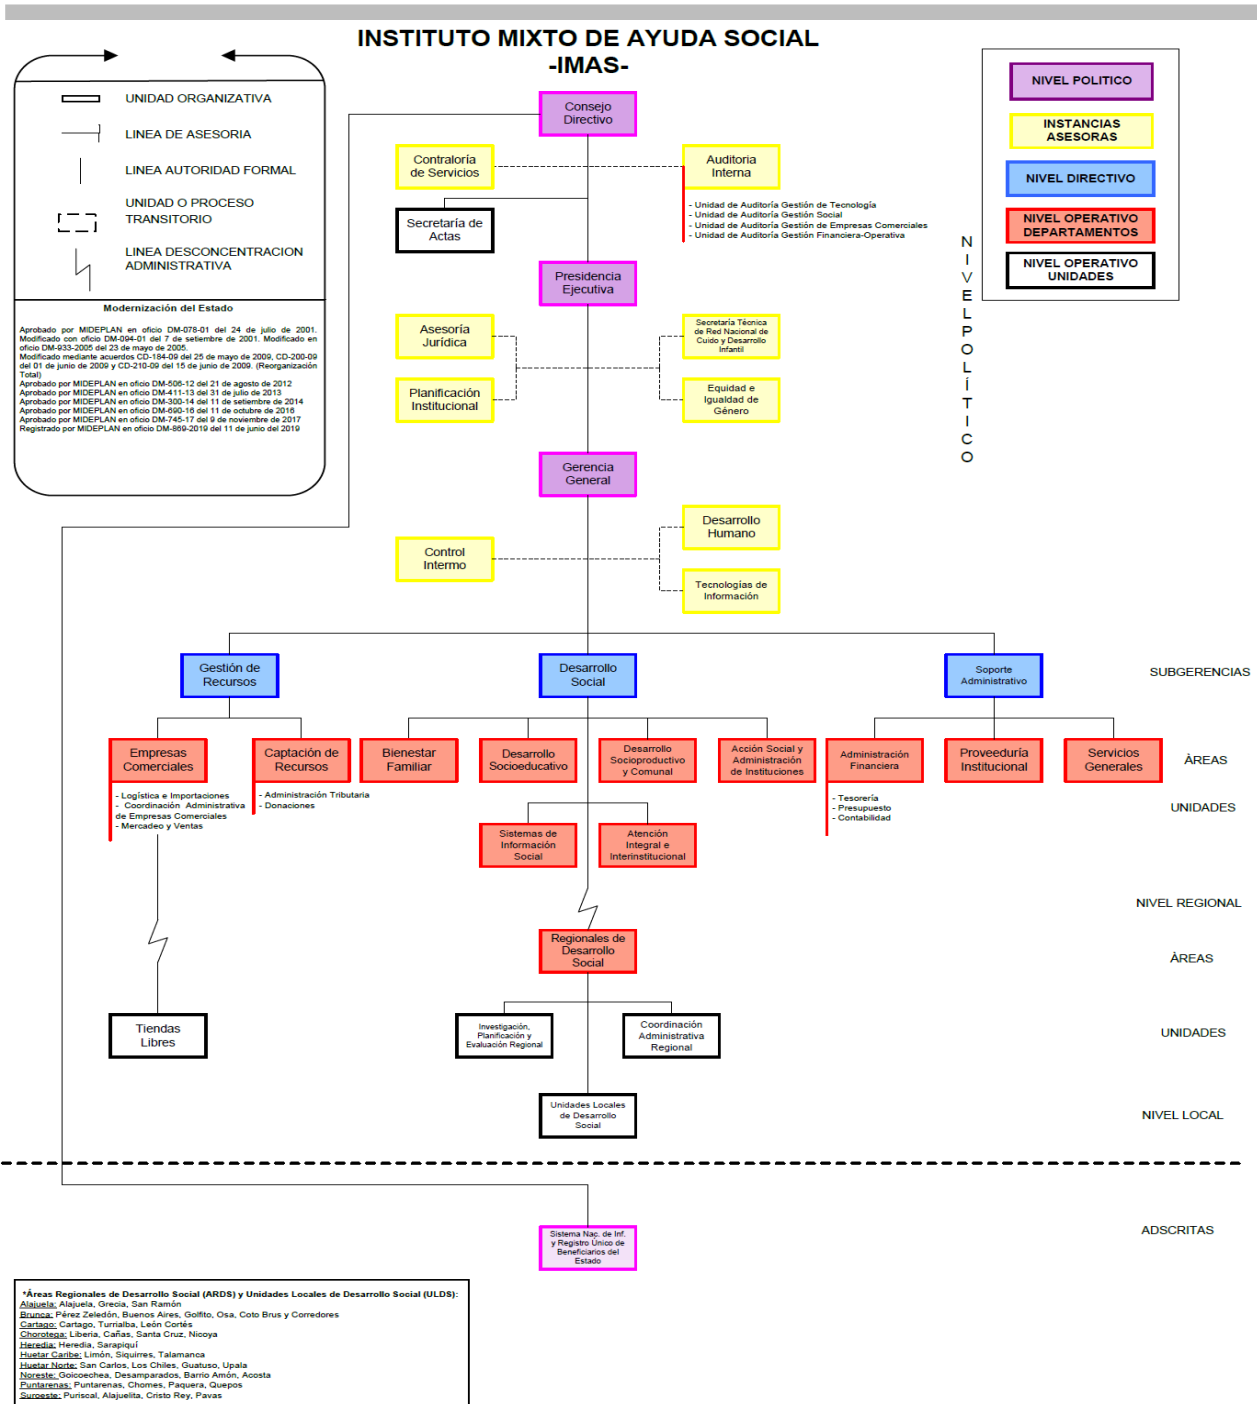 INSTITUTO MIXTO DE AYUDA SOCIAL
-IMAS-
UNIDAD ORGANIZATIVA
LINEA DE ASESORIA
LINEA AUTORIDAD FORMAL
UNIDAD O PROCESO
TRANSITORIO
LINEA DESCONCENTRACION
ADMINISTRATIVA
Modernización del Estado
Aprobado por MIDEPLAN en oficio DM-078-01 del 24 de julio de 2001.
Modificado con oficio DM-094-01 del 7 de setiembre de 2001. Modificado en
oficio DM-933-2005 del 23 de mayo de 2005.
Modificado mediante acuerdos CD-184-09 del 25 de mayo de 2009, CD-200-09
del 01 de junio de 2009 y CD-210-09 del 15 de junio de 2009. (Reorganización
Total)
Aprobado por MIDEPLAN en oficio DM-506-12 del 21 de agosto de 2012
Aprobado por MIDEPLAN en oficio DM-411-13 del 31 de julio de 2013
Aprobado por MIDEPLAN en oficio DM-300-14 del 11 de setiembre de 2014
Aprobado por MIDEPLAN en oficio DM-690-16 del 11 de octubre de 2016
Aprobado por MIDEPLAN en oficio DM-745-17 del 9 de noviembre de 2017
Registrado por MIDEPLAN en oficio DM-869-2019 del 11 de junio del 2019
NIVEL POLITICO
INSTANCIAS
ASESORAS
NIVEL DIRECTIVO
NIVEL OPERATIVO
DEPARTAMENTOS
NIVEL OPERATIVO
UNIDADES
Consejo
Directivo
Contraloría
de Servicios
Auditoria
Interna
- Unidad de Auditoría Gestión de Tecnología
- Unidad de Auditoría Gestión Social
- Unidad de Auditoría Gestión de Empresas Comerciales
- Unidad de Auditoría Gestión Financiera-Operativa
Secretaría de
Actas
NIVEL POLÍTICO
Presidencia
Ejecutiva
Asesoría
Jurídica
Secretaría Técnica
de Red Nacional de
Cuido y Desarrollo
Infantil
Planificación
Institucional
Equidad e
Igualdad de
Género
Gerencia
General
Desarrollo
Humano
Control
Intermo
Tecnologías de
Información
Gestión de
Recursos
Desarrollo
Social
Soporte
Administrativo
SUBGERENCIAS
Empresas
Comerciales
Captación de
Recursos
Bienestar
Familiar
Desarrollo
Socioeducativo
Desarrollo
Socioproductivo
y Comunal
Acción Social y
Administración
de Instituciones
Administración
Financiera
Proveeduría
Institucional
Servicios
Generales
ÀREAS
- Logística e Importaciones
- Coordinación Administrativa
de Empresas Comerciales
- Mercadeo y Ventas
- Administración Tributaria
- Donaciones
- Tesorería
- Presupuesto
- Contabilidad
UNIDADES
Sistemas de
Información
Social
Atención
Integral e
Interinstitucional
NIVEL REGIONAL
Regionales de
Desarrollo
Social
ÀREAS
Tiendas
Libres
Investigación,
Planificación y
Evaluación Regional
Coordinación
Administrativa
Regional
UNIDADES
Unidades Locales
de Desarrollo
Social
NIVEL LOCAL
Sistema Naç. de Inf.
y Registro Único de
Beneficiarios del
Estado
ADSCRITAS
*Áreas Regionales de Desarrollo Social (ARDS) y Unidades Locales de Desarrollo Social (ULDS):
Alajuela: Alajuela, Grecia, San Ramón
Brunca: Pérez Zeledón, Buenos Aires, Golfito, Osa, Coto Brus y Corredores
Cartago: Cartago, Turrialba, León Cortés
Chorotega: Liberia, Cañas, Santa Cruz, Nicoya
Heredia: Heredia, Sarapiquí
Huetar Caribe: Limón, Siquirres, Talamanca
Huetar Norte: San Carlos, Los Chiles, Guatuso, Upala
Noreste: Goicoechea, Desamparados, Barrio Amón, Acosta
Puntarenas: Puntarenas, Chomes, Paquera, Quepos
Suroeste: Puriscal, Alajuelita, Cristo Rey, Pavas